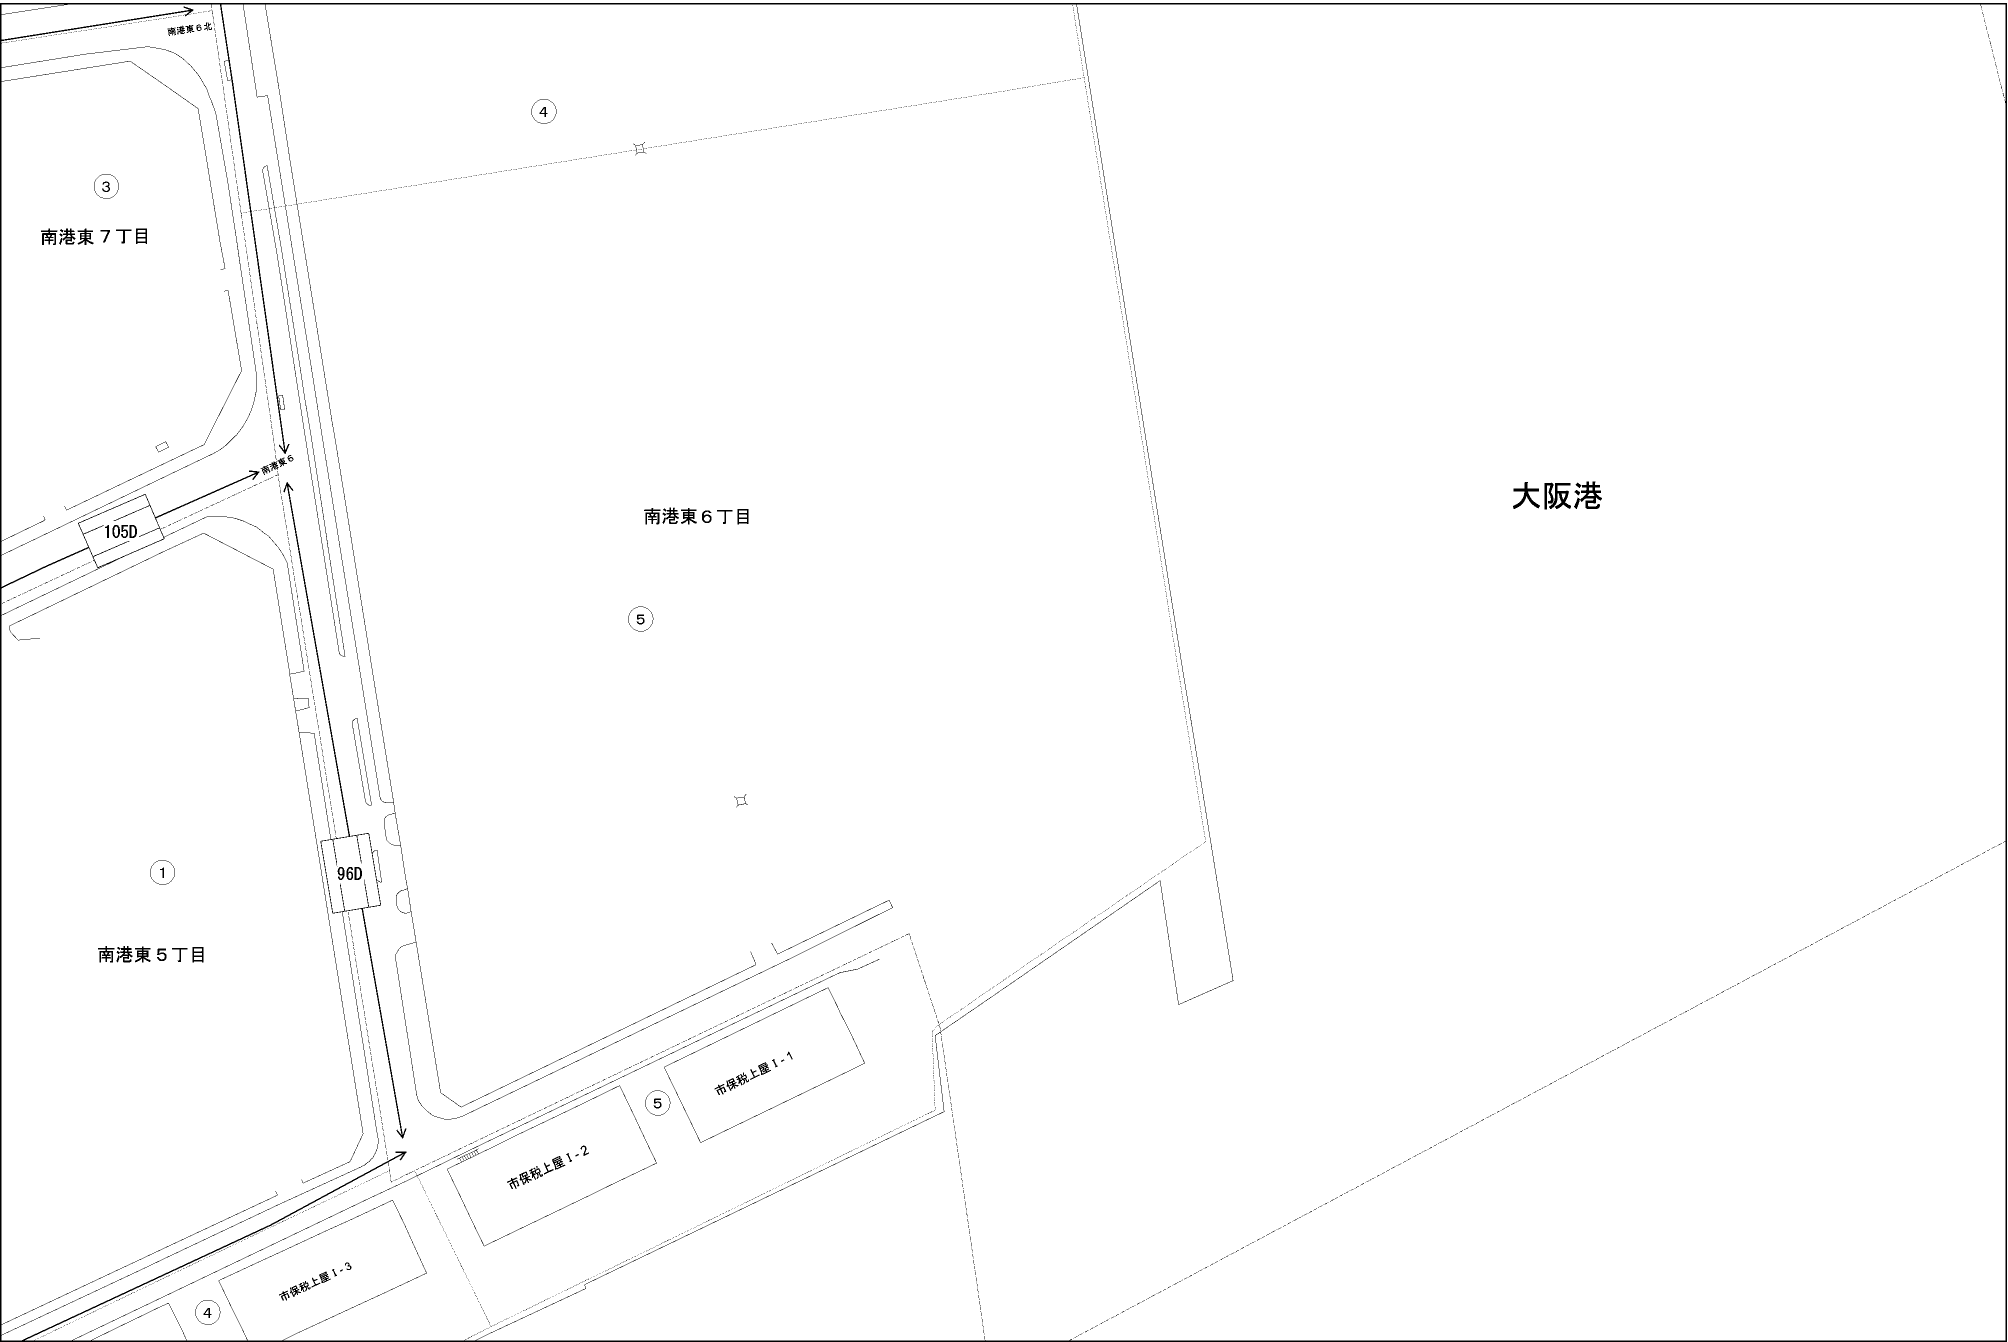 南港東６北
④
③
南港東７丁目
南港東６
大阪港
南港東６丁目
105D
⑤
①
96D
南港東５丁目
市保税上屋Ｉ-１
⑤
市保税上屋Ｉ-２
市保税上屋Ｉ-３
④